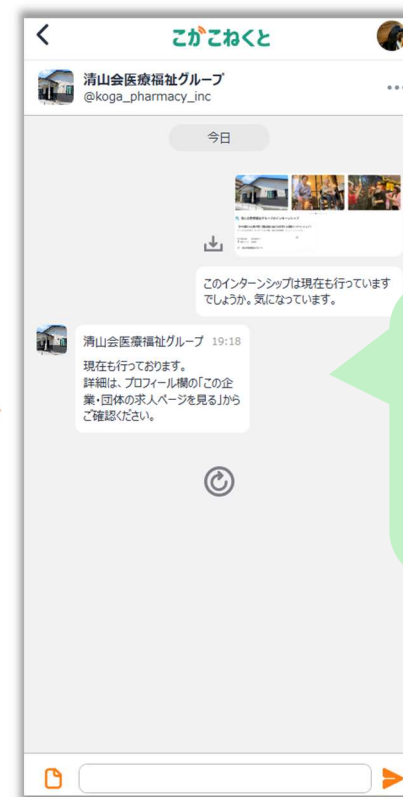 こがこねくと
清山会医療福祉グループ
@koga_pharmacy_inc
今日
このインターンシップは現在も行っています
でしょうか。気になっています。
清山会医療福祉グループ 19:18
現在も行っております。
詳細は、プロフィール欄の「この企
業・団体の求人ページを見る」から
ご確認ください。